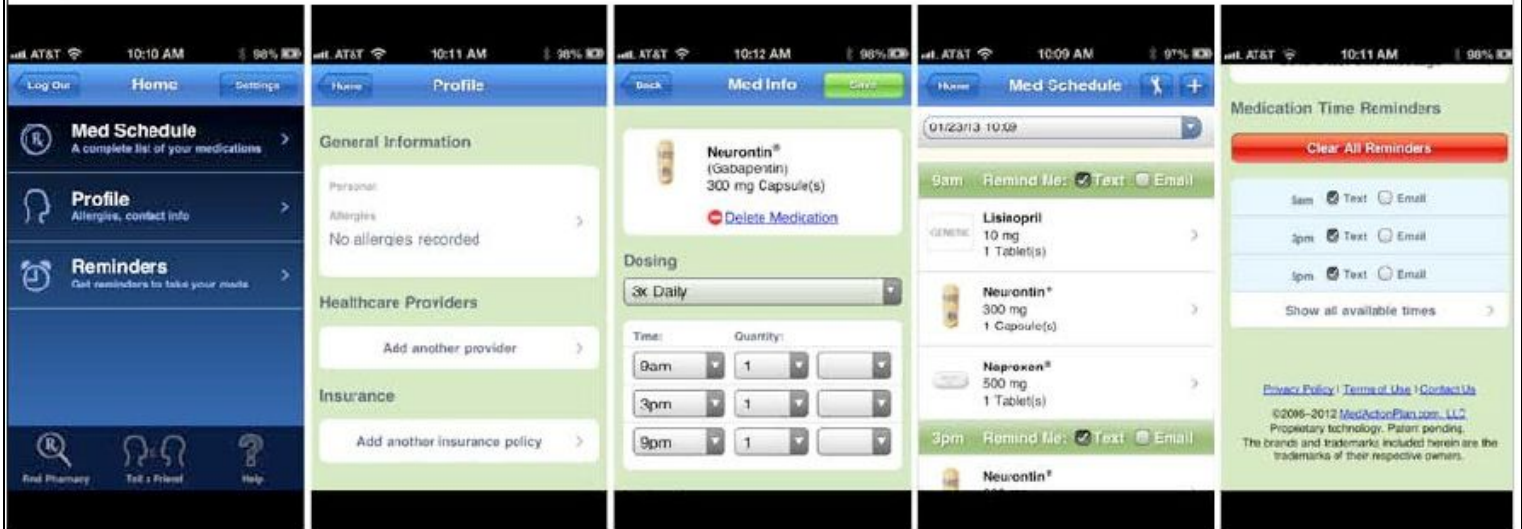 AT&T 10:10 AM 98%
Log Out Home Settings
Med Schedule
A complete list of your medications
Profile
Allergies, contact info
Reminders
Get reminders to take your meds
Find Pharmacy Tell a Friend Help
AT&T 10:11 AM 98%
Home Profile
General Information
Personal
Allergies
No allergies recorded
Healthcare Providers
Add another provider
Insurance
Add another insurance policy
AT&T 10:12 AM 98%
Back Med Info Save
Neurontin®
(Gabapentin)
300 mg Capsule(s)
Delete Medication
Dosing
3x Daily
Time: Quantity:
9am 1
3pm 1
9pm 1
AT&T 10:09 AM 97%
Home Med Schedule +
01/23/13 10:09
9am Remind Me: Text Email
GENERIC
Lisinopril
10 mg
1 Tablet(s)
Neurontin®
300 mg
1 Capsule(s)
Naproxen®
500 mg
1 Tablet(s)
3pm Remind Me: Text Email
Neurontin®
AT&T 10:11 AM 98%
Medication Time Reminders
Clear All Reminders
Text Email
3pm Text Email
Text Email
Show all available times
Privacy Policy | Terms of Use | Contact Us
©2006-2012 MedActionPlan.com, LLC
Propietary technology. Patent pending.
The brands and trademarks included herein are the
trademarks of their respective owners.